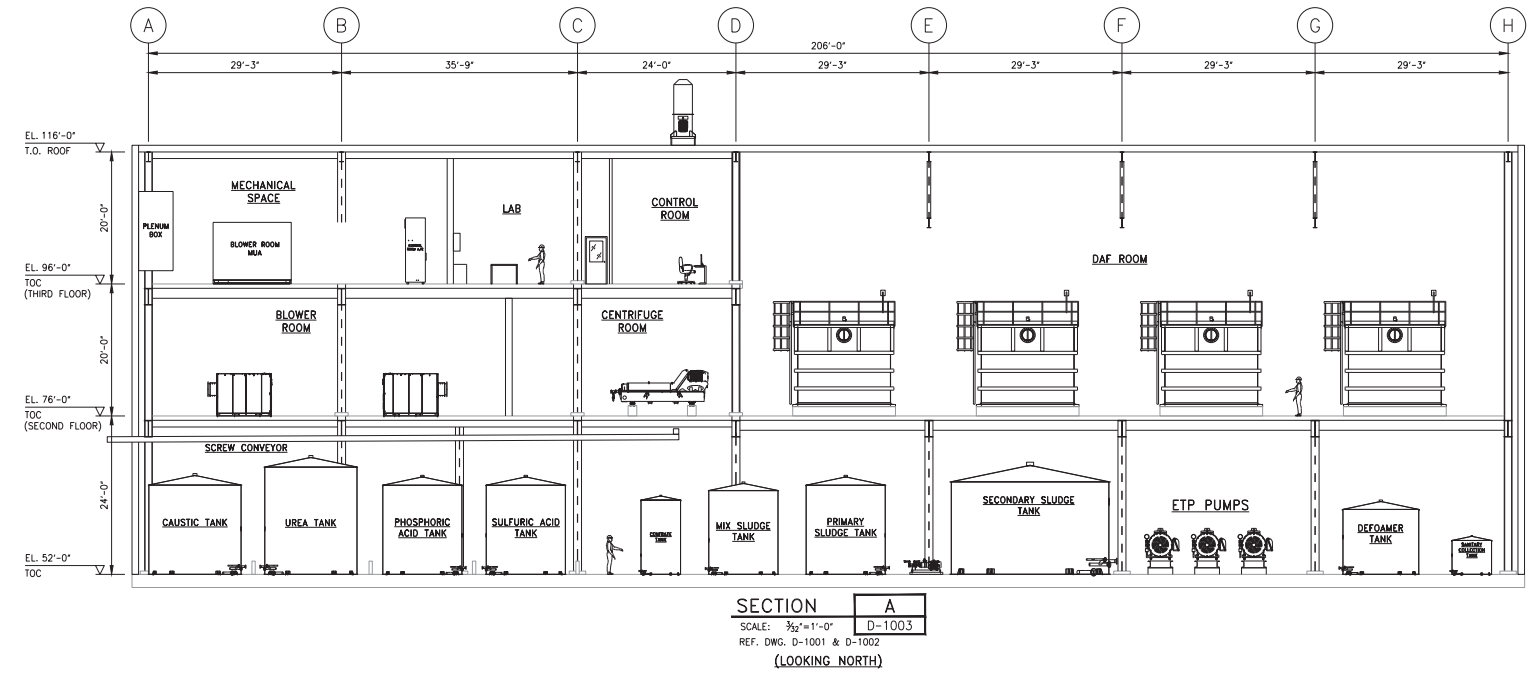 A B C D E F G H
206'-0"
29'-3" 35'-9" 24'-0" 29'-3" 29'-3" 29'-3" 29'-3"
EL. 116'-0"
T.O. ROOF
MECHANICAL
SPACE
LAB
CONTROL
ROOM
PLENUM
BOX
BLOWER ROOM
MUA
20'-0"
DAF ROOM
EL. 96'-0"
TOC
(THIRD FLOOR)
BLOWER
ROOM
CENTRIFUGE
ROOM
20'-0"
EL. 76'-0"
TOC
(SECOND FLOOR)
SCREW CONVEYOR
24'-0"
CAUSTIC TANK
UREA TANK
PHOSPHORIC
ACID TANK
SULFURIC ACID
TANK
CENTRATE
TANK
MIX SLUDGE
TANK
PRIMARY
SLUDGE TANK
SECONDARY SLUDGE
TANK
ETP PUMPS
DEFOAMER
TANK
SANITARY
COLLECTION
TANK
EL. 52'-0"
TOC
SECTION A
SCALE: 3/32"=1'-0" D-1003
REF. DWG. D-1001 & D-1002
(LOOKING NORTH)